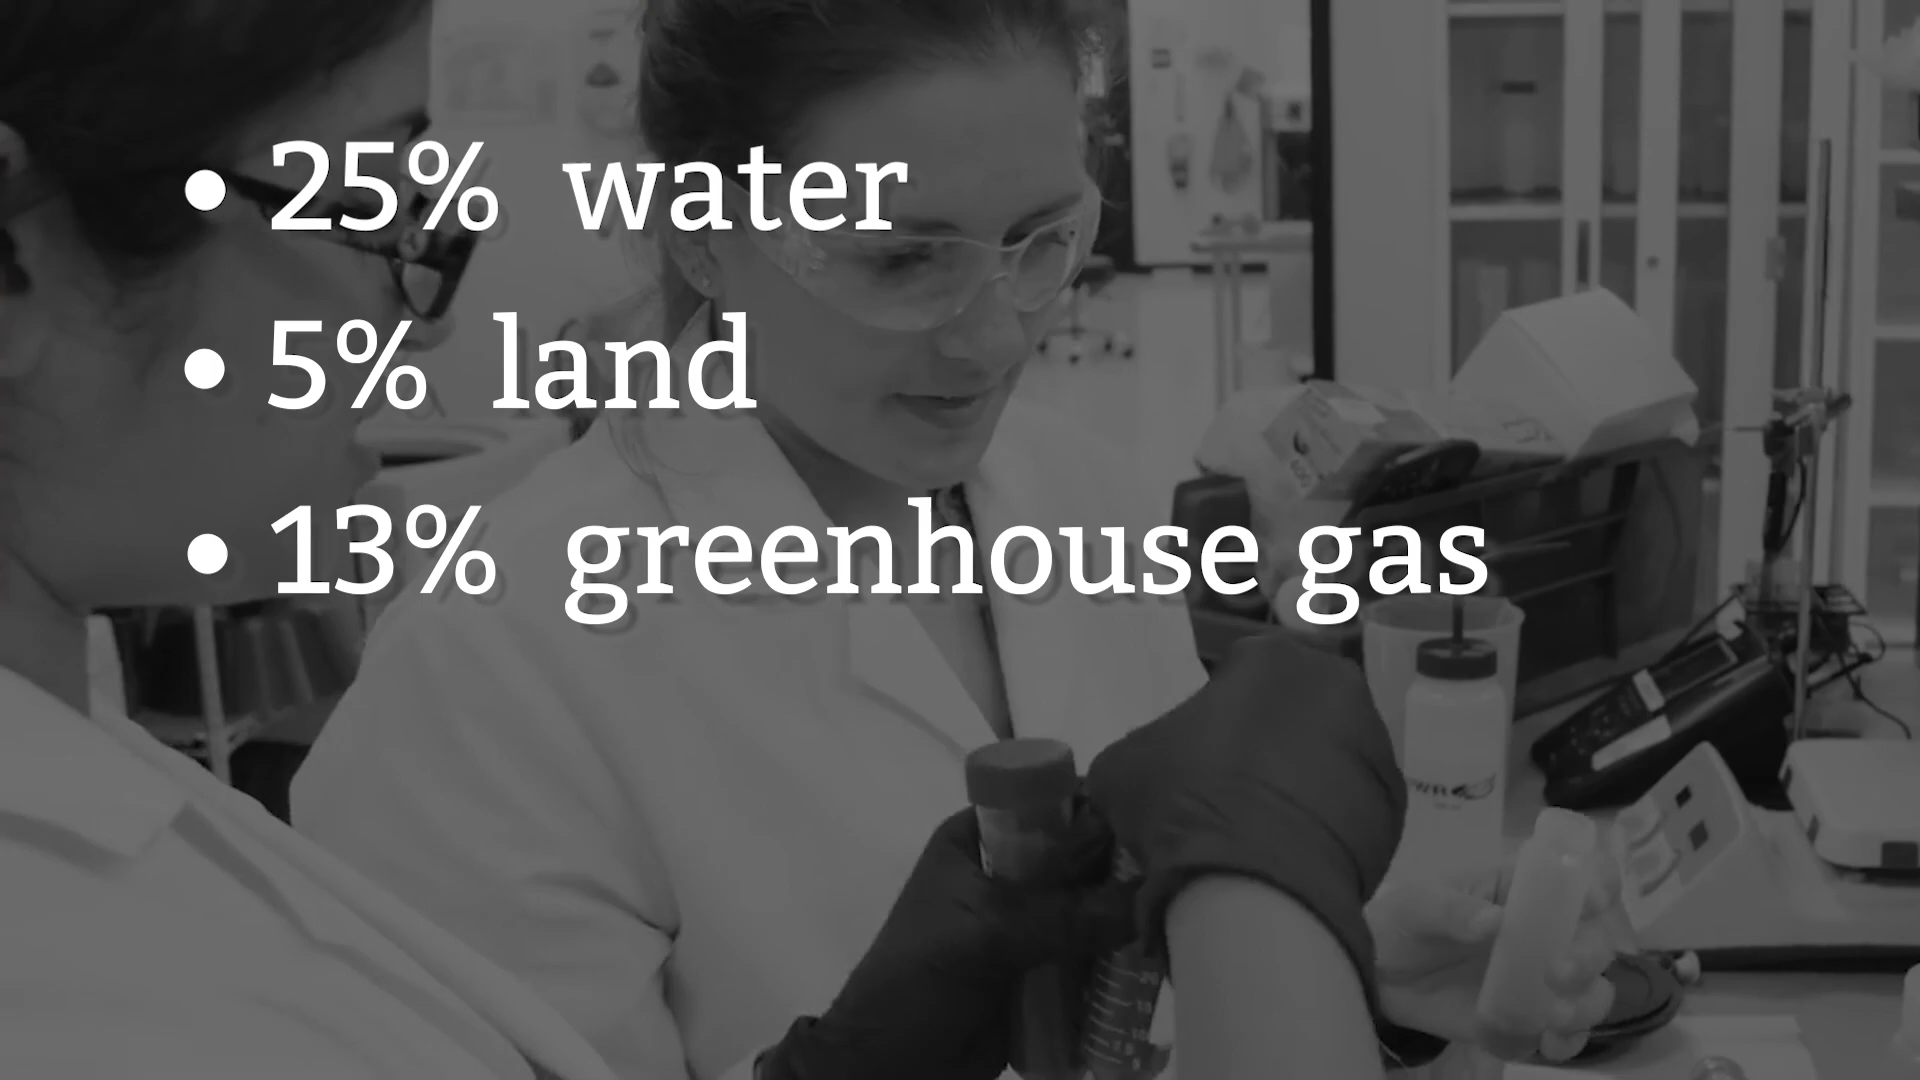 • 25% water
• 5% land
• 13% greenhouse gas